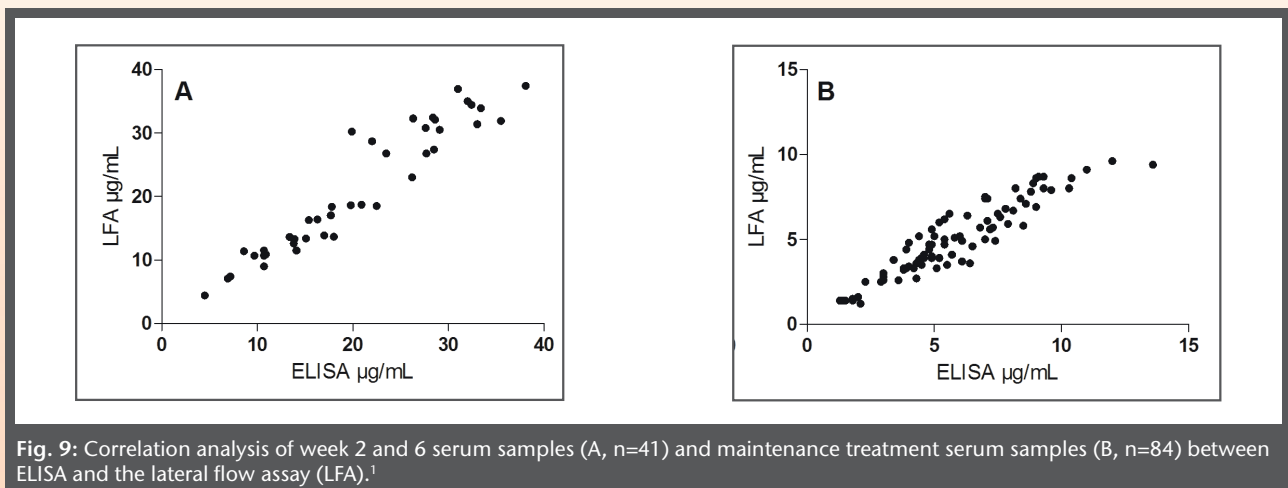 A
40
30
20
10
0
LFA µg/mL
0 10 20 30 40
ELISA µg/mL
B
15
10
5
0
LFA µg/mL
0 5 10 15
ELISA µg/mL
Fig. 9: Correlation analysis of week 2 and 6 serum samples (A, n=41) and maintenance treatment serum samples (B, n=84) between
ELISA and the lateral flow assay (LFA).¹